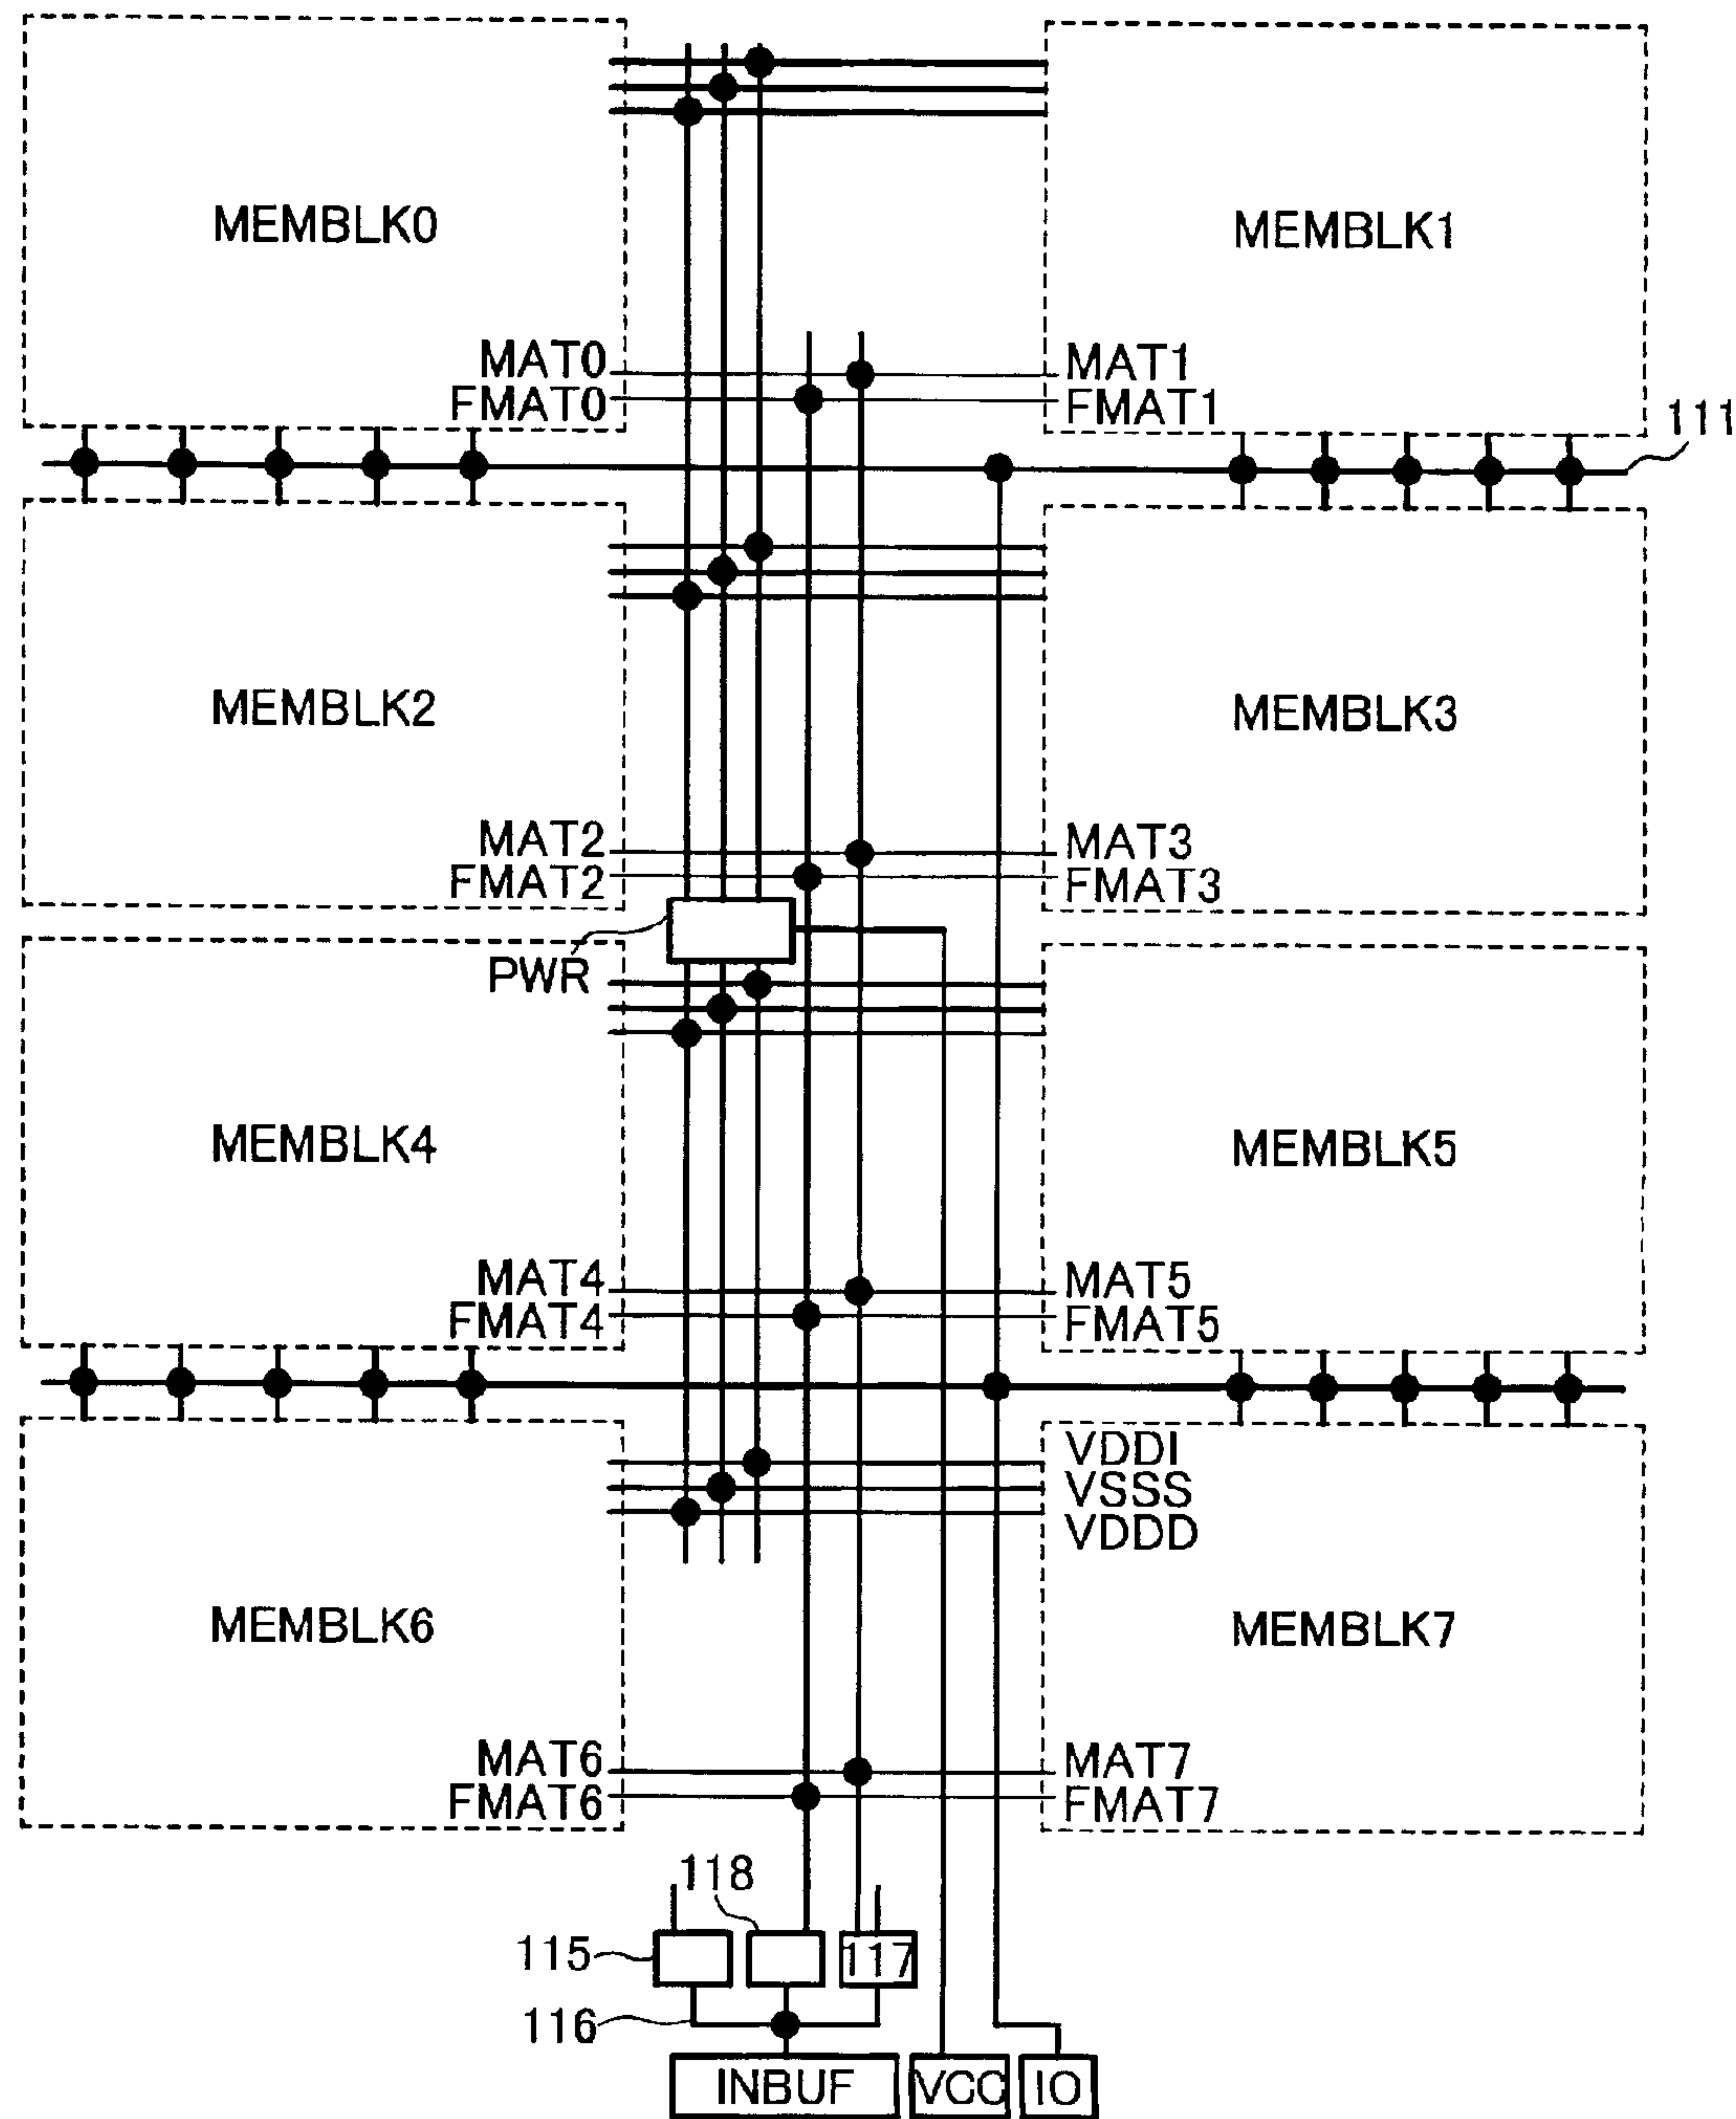 MEMBLK0
MEMBLK1
MAT0
MAT1
FMAT0
FMAT1
111
MEMBLK2
MEMBLK3
MAT2
MAT3
FMAT2
FMAT3
PWR
MEMBLK4
MEMBLK5
MAT4
MAT5
FMAT4
FMAT5
VDDI
VSSS
VDDD
MEMBLK6
MEMBLK7
MAT6
MAT7
FMAT6
FMAT7
118
115
117
116
INBUF
VCC
IO